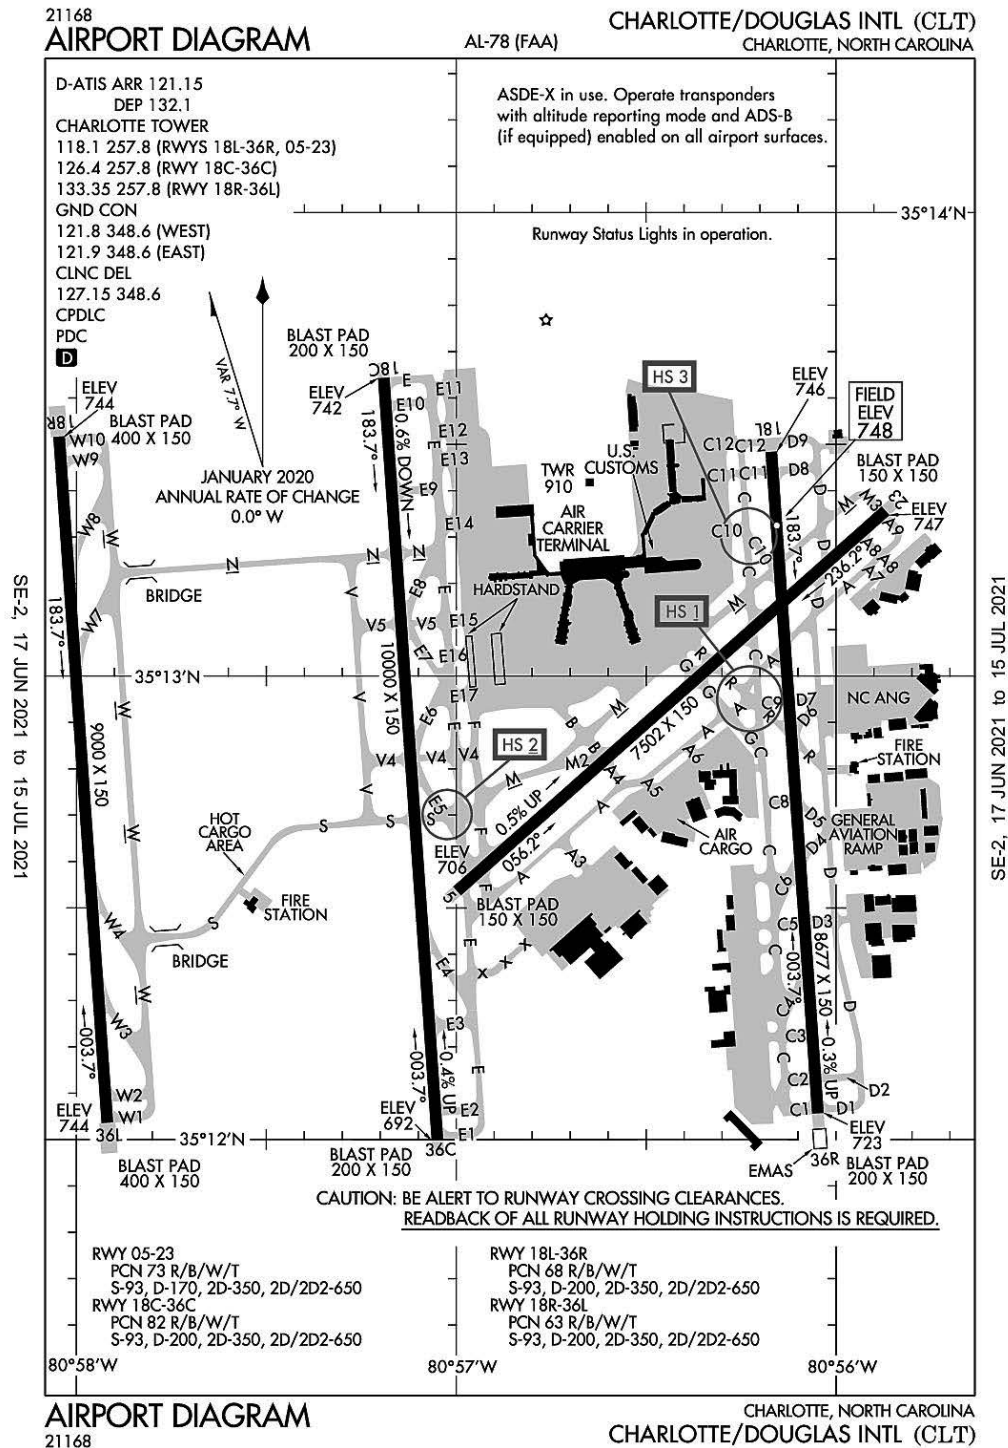 21168
AIRPORT DIAGRAM
AL-78 (FAA)
CHARLOTTE/DOUGLAS INTL (CLT)
CHARLOTTE, NORTH CAROLINA
D-ATIS ARR 121.15
DEP 132.1
CHARLOTTE TOWER
118.1 257.8 (RWYS 18L-36R, 05-23)
126.4 257.8 (RWY 18C-36C)
133.35 257.8 (RWY 18R-36L)
GND CON
121.8 348.6 (WEST)
121.9 348.6 (EAST)
CLNC DEL
127.15 348.6
CPDLC
PDC
D
ASDE-X in use. Operate transponders
with altitude reporting mode and ADS-B
(if equipped) enabled on all airport surfaces.
35°14'N
Runway Status Lights in operation.
VAR 7.7° W
JANUARY 2020
ANNUAL RATE OF CHANGE
0.0° W
BLAST PAD
200 X 150
18C
ELEV
742
E
E11
E10
E12
E
E13
E9
E14
0.6% DOWN
183.7°
ELEV
744
18R
BLAST PAD
400 X 150
W10
W9
W8
W
N
N
N
BRIDGE
183.7°
W7
V
V5
V5
E8
E
E7
E15
E16
E17
HARDSTAND
HS 3
TWR
910
U.S.
CUSTOMS
AIR
CARRIER
TERMINAL
ELEV
746
FIELD
ELEV
748
18L
C12
C12
D9
C11
C11
D8
C
C
D
BLAST PAD
150 X 150
23
ELEV
747
M
M3
A9
A8
A8
A7
C10
C10
C
183.7°
D
236.2°
A
D
M
HS 1
R
G
C
C
A
R
G
R
A
R
G
C
C
C9
D7
D6
R
NC ANG
FIRE
STATION
35°13'N
W
9000 X 150
V
10000 X 150
E6
F
V4
V4
V
HS 2
B
B
M
M
M2
7502 X 150
A
A6
A5
A4
A
0.5% UP
056.2°
E5
S
S
S
HOT
CARGO
AREA
W
ELEV
706
F
F
A
A3
AIR
CARGO
C8
D5
D4
GENERAL
AVIATION
RAMP
C
C6
D
5
BLAST PAD
150 X 150
FIRE
STATION
W4
S
BRIDGE
E
E4
X
X
X
C5
D3
C
8677 X 150
003.7°
D
W
W3
003.7°
E3
003.7°
0.4% UP
E
C4
C3
0.3% UP
C2
D2
W2
W1
ELEV
744
36L
E2
E1
ELEV
692
36C
C1
D1
ELEV
723
36R
35°12'N
BLAST PAD
400 X 150
BLAST PAD
200 X 150
EMAS
BLAST PAD
200 X 150
CAUTION: BE ALERT TO RUNWAY CROSSING CLEARANCES.
READBACK OF ALL RUNWAY HOLDING INSTRUCTIONS IS REQUIRED.
RWY 05-23
PCN 73 R/B/W/T
S-93, D-170, 2D-350, 2D/2D2-650
RWY 18C-36C
PCN 82 R/B/W/T
S-93, D-200, 2D-350, 2D/2D2-650
RWY 18L-36R
PCN 68 R/B/W/T
S-93, D-200, 2D-350, 2D/2D2-650
RWY 18R-36L
PCN 63 R/B/W/T
S-93, D-200, 2D-350, 2D/2D2-650
80°58'W
80°57'W
80°56'W
SE-2, 17 JUN 2021 to 15 JUL 2021
SE-2, 17 JUN 2021 to 15 JUL 2021
AIRPORT DIAGRAM
21168
CHARLOTTE, NORTH CAROLINA
CHARLOTTE/DOUGLAS INTL (CLT)